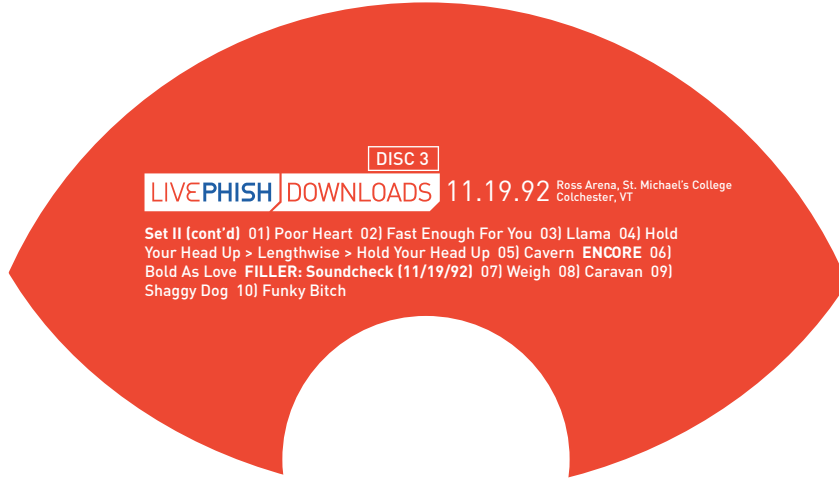 DISC 3
LIVEPHISH DOWNLOADS 11.19.92 Ross Arena, St. Michael's College
Colchester, VT
Set II (cont'd) 01) Poor Heart 02) Fast Enough For You 03) Llama 04) Hold
Your Head Up > Lengthwise > Hold Your Head Up 05) Cavern ENCORE 06)
Bold As Love FILLER: Soundcheck (11/19/92) 07) Weigh 08) Caravan 09)
Shaggy Dog 10) Funky Bitch